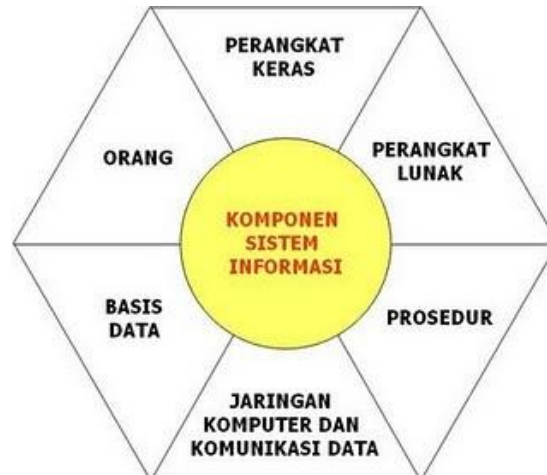 PERANGKAT
KERAS
ORANG
PERANGKAT
LUNAK
KOMPONEN
SISTEM
INFORMASI
BASIS
DATA
PROSEDUR
JARINGAN
KOMPUTER DAN
KOMUNIKASI DATA